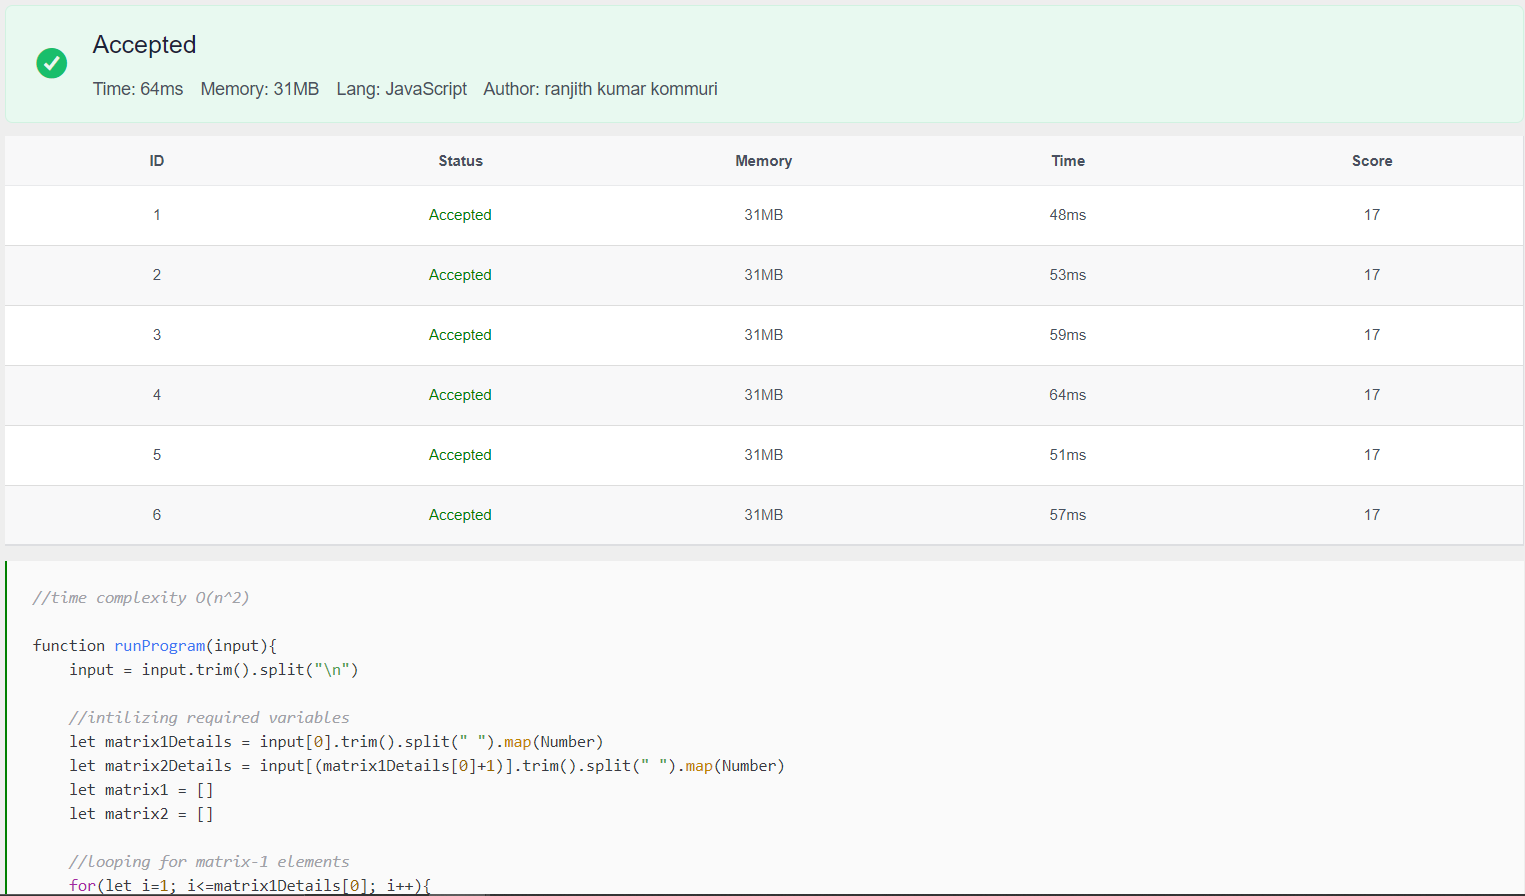 Accepted
Time: 64ms Memory: 31MB Lang: JavaScript Author: ranjith kumar kommuri
ID Status Memory Time Score
1 Accepted 31MB 48ms 17
2 Accepted 31MB 53ms 17
3 Accepted 31MB 59ms 17
4 Accepted 31MB 64ms 17
5 Accepted 31MB 51ms 17
6 Accepted 31MB 57ms 17
//time complexity O(n^2)
function runProgram(input){
    input = input.trim().split("\n")
    //intilizing required variables
    let matrix1Details = input[0].trim().split(" ").map(Number)
    let matrix2Details = input[(matrix1Details[0]+1)].trim().split(" ").map(Number)
    let matrix1 = []
    let matrix2 = []
    //looping for matrix-1 elements
    for(let i=1; i<=matrix1Details[0]; i++){